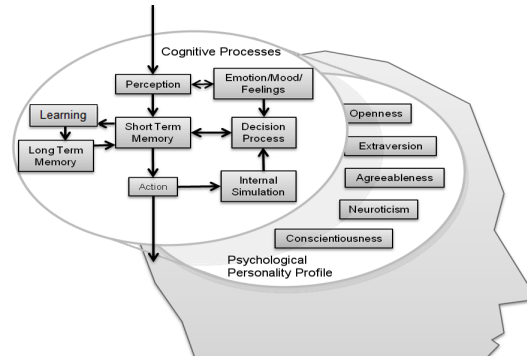 Cognitive Processes
Perception
Emotion/Mood/
Feelings
Learning
Short Term
Memory
Decision
Process
Long Term
Memory
Action
Internal
Simulation
Openness
Extraversion
Agreeableness
Neuroticism
Conscientiousness
Psychological
Personality Profile